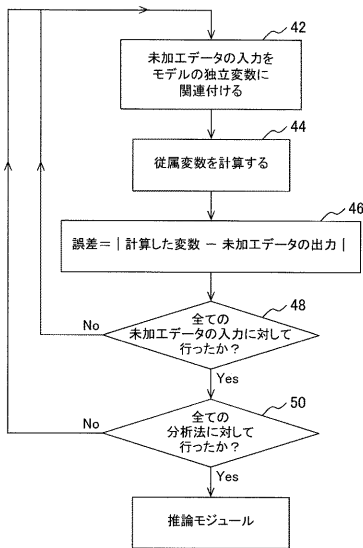 42
未加工データの入力を
モデルの独立変数に
関連付ける
44
従属変数を計算する
46
誤差＝｜計算した変数 − 未加工データの出力｜
48
全ての
未加工データの入力に対して
行ったか？
No
Yes
50
全ての
分析法に対して
行ったか？
No
Yes
推論モジュール